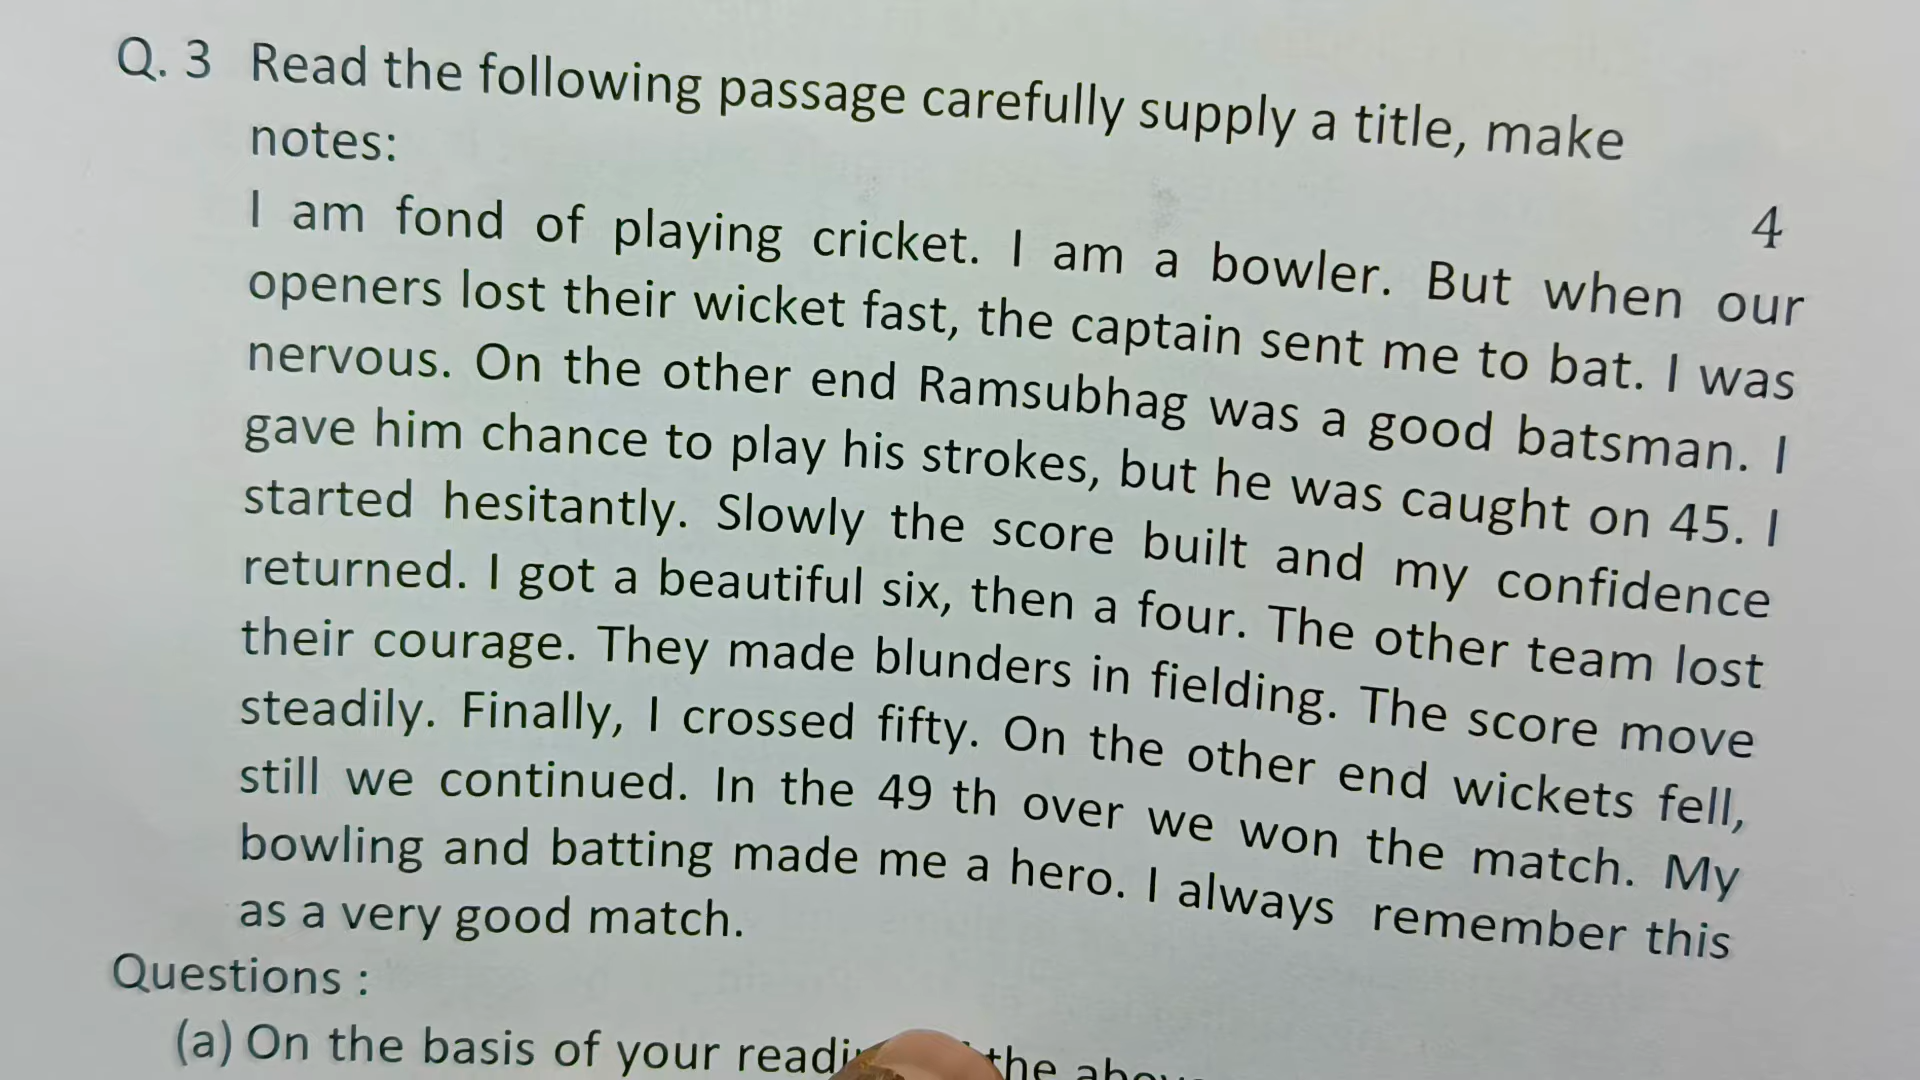 Q. 3 Read the following passage carefully supply a title, make
notes:
4
I am fond of playing cricket. I am a bowler. But when our
openers lost their wicket fast, the captain sent me to bat. I was
nervous. On the other end Ramsubhag was a good batsman. I
gave him chance to play his strokes, but he was caught on 45. I
started hesitantly. Slowly the score built and my confidence
returned. I got a beautiful six, then a four. The other team lost
their courage. They made blunders in fielding. The score move
steadily. Finally, I crossed fifty. On the other end wickets fell,
still we continued. In the 49 th over we won the match. My
bowling and batting made me a hero. I always remember this
as a very good match.
Questions :
(a) On the basis of your the